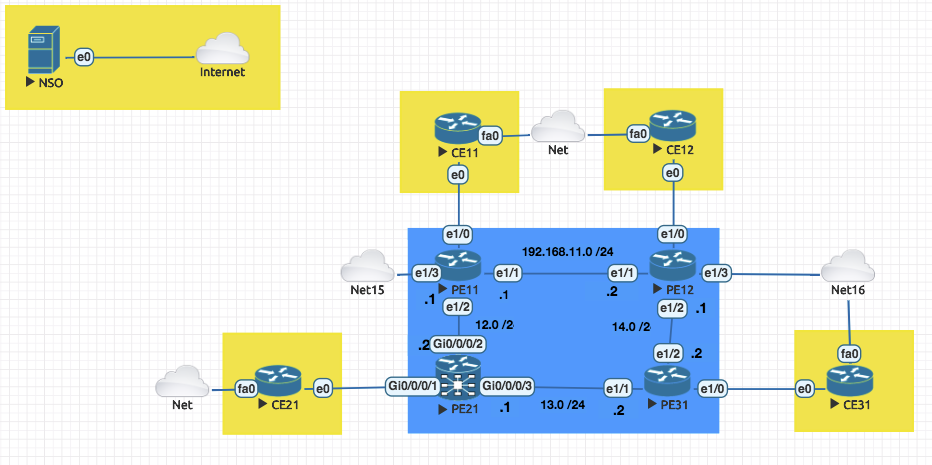 e0
Internet
NSO
fa0
CE11
Net
fa0
CE12
e0
e0
e1/0
e1/0
192.168.11.0 /24
e1/3
e1/1
e1/1
e1/3
Net15
PE11
PE12
Net16
.1
.1
.2
.1
e1/2
e1/2
12.0 /2
14.0 /2
.2
Gi0/0/0/2
e1/2
.2
fa0
Net
fa0
e0
Gi0/0/0/1
Gi0/0/0/3
e1/1
e1/0
e0
CE21
PE21
.1
13.0 /24
.2
PE31
CE31